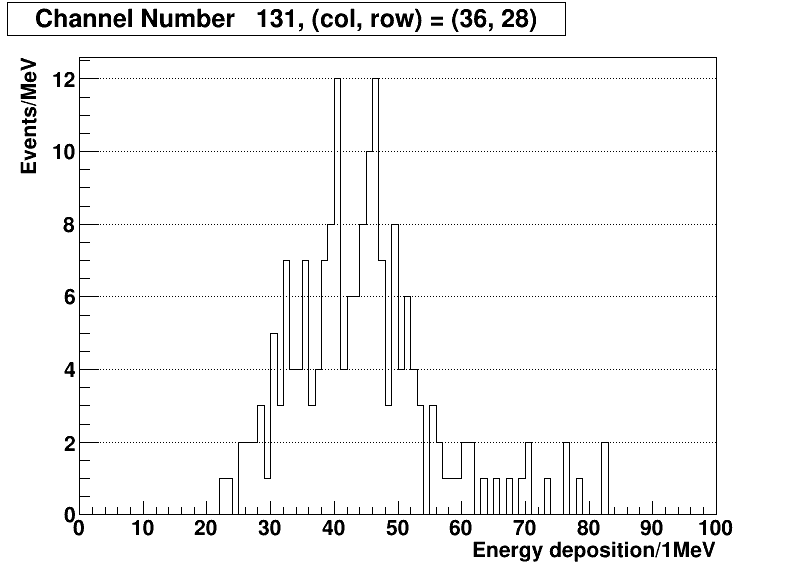 Channel Number 131, (col, row) = (36, 28)
Events/MeV
12
10
8
6
4
2
0
0 10 20 30 40 50 60 70 80 90 100
Energy deposition/1MeV